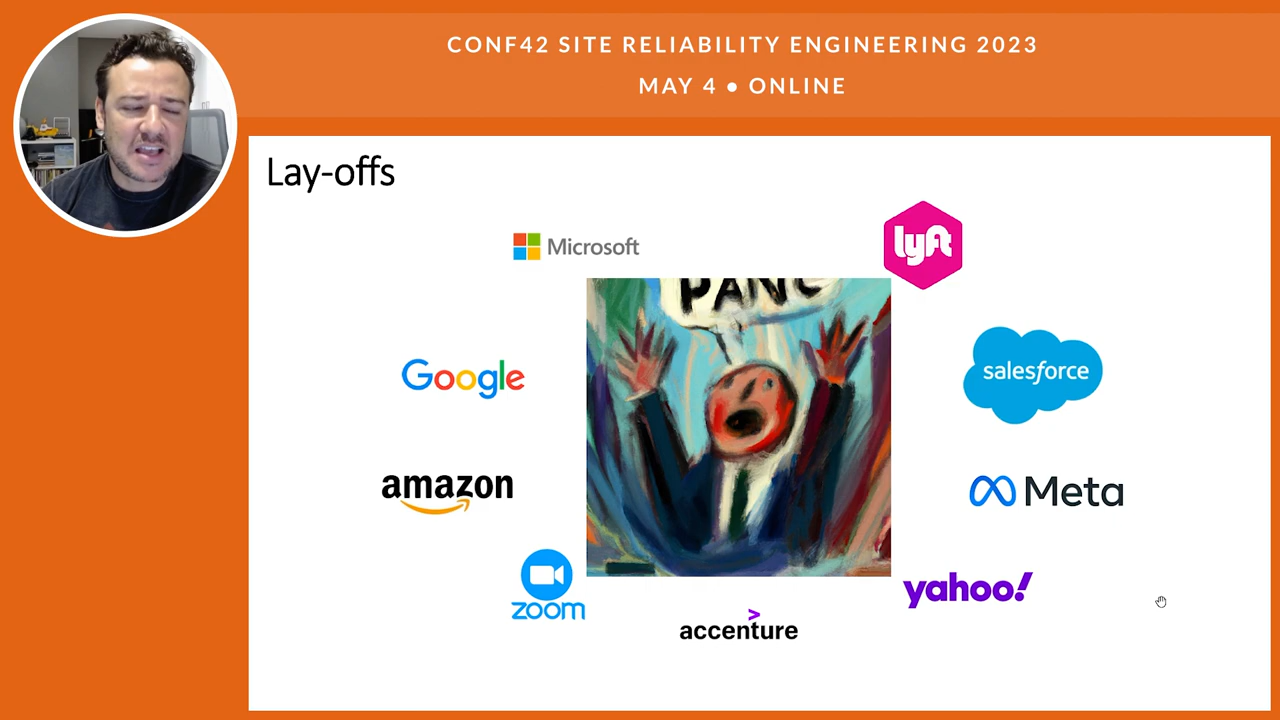 CONF42 SITE RELIABILITY ENGINEERING 2023
MAY 4 • ONLINE
Lay-offs
Microsoft
lyft
PANC
Google
salesforce
amazon
Meta
zoom
yahoo!
accenture